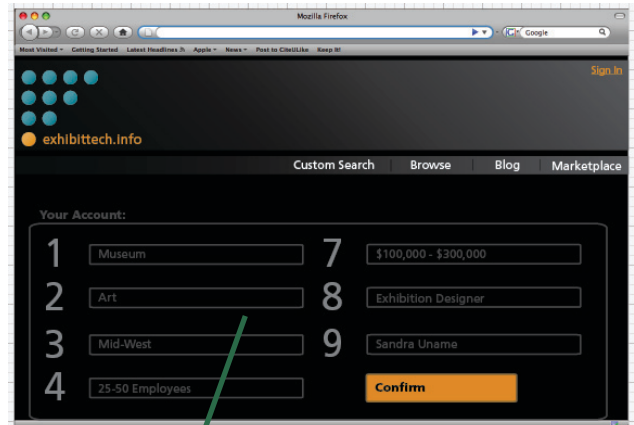 Mozilla Firefox
Google
Most Visited Getting Started Latest Headlines Apple News Post to CiteULike Keep It!
Sign In
exhibittech.info
Custom Search Browse Blog Marketplace
Your Account:
1 Museum
2 Art
3 Mid-West
4 25-50 Employees
7 $100,000 - $300,000
8 Exhibition Designer
9 Sandra Uname
Confirm